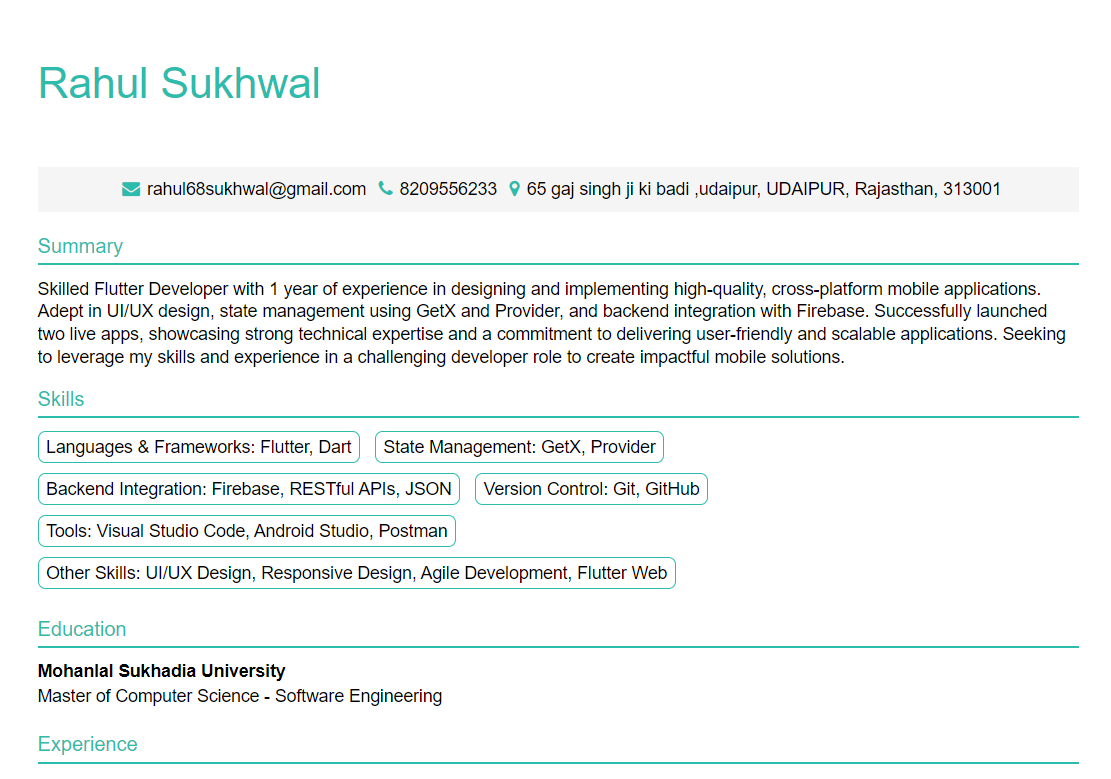 Rahul Sukhwal
rahul68sukhwal@gmail.com 8209556233 65 gaj singh ji ki badi ,udaipur, UDAIPUR, Rajasthan, 313001
Summary
Skilled Flutter Developer with 1 year of experience in designing and implementing high-quality, cross-platform mobile applications.
Adept in UI/UX design, state management using GetX and Provider, and backend integration with Firebase. Successfully launched
two live apps, showcasing strong technical expertise and a commitment to delivering user-friendly and scalable applications. Seeking
to leverage my skills and experience in a challenging developer role to create impactful mobile solutions.
Skills
Languages & Frameworks: Flutter, Dart State Management: GetX, Provider
Backend Integration: Firebase, RESTful APIs, JSON Version Control: Git, GitHub
Tools: Visual Studio Code, Android Studio, Postman
Other Skills: UI/UX Design, Responsive Design, Agile Development, Flutter Web
Education
Mohanlal Sukhadia University
Master of Computer Science - Software Engineering
Experience